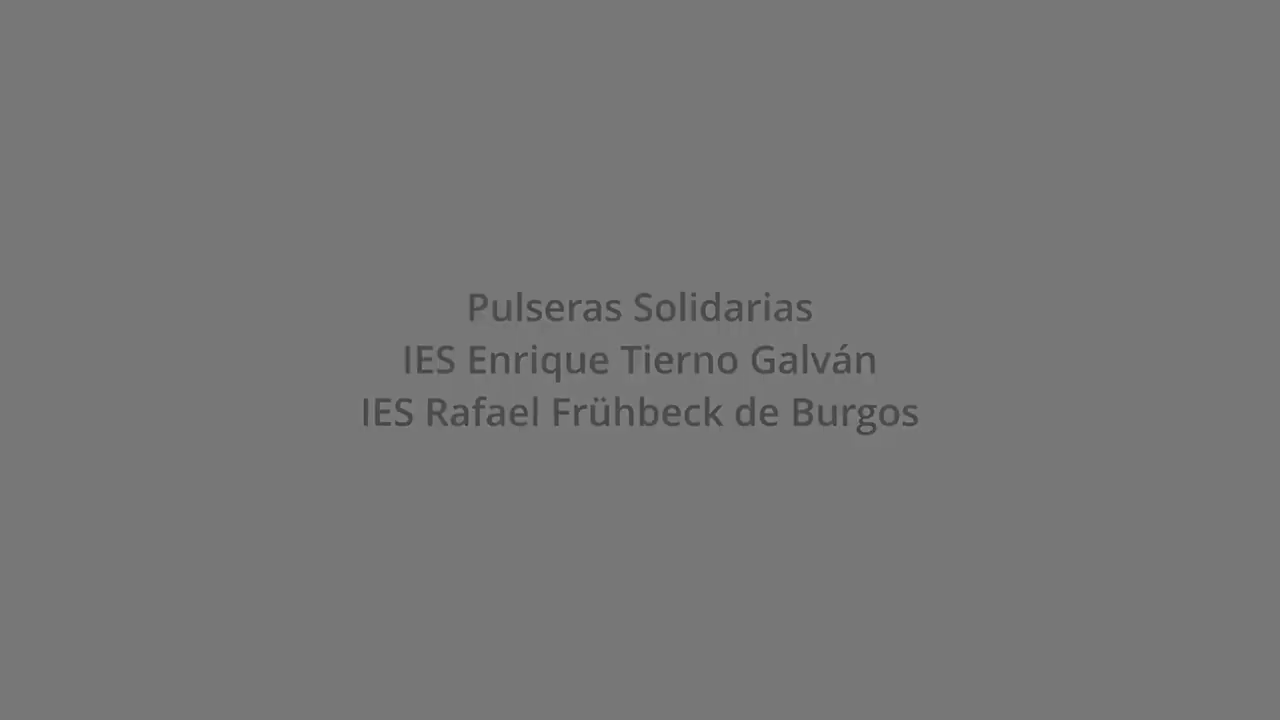 Pulseras Solidarias
IES Enrique Tierno Galván
IES Rafael Frühbeck de Burgos